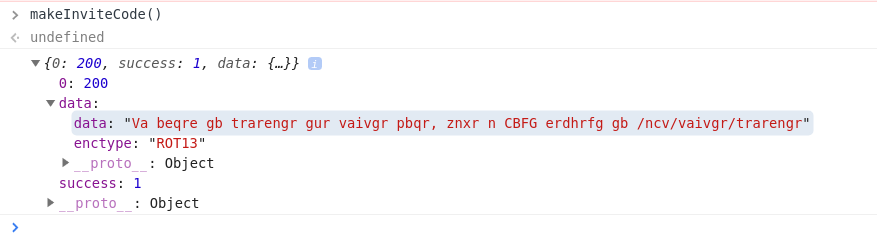 makeInviteCode()
undefined
{0: 200, success: 1, data: {…}} i
0: 200
data:
data: "Va beqre gb trarengr gur vaivgr pbqr, znxr n CBFG erdhrfg gb /ncv/vaivgr/trarengr"
enctype: "ROT13"
__proto__: Object
success: 1
__proto__: Object